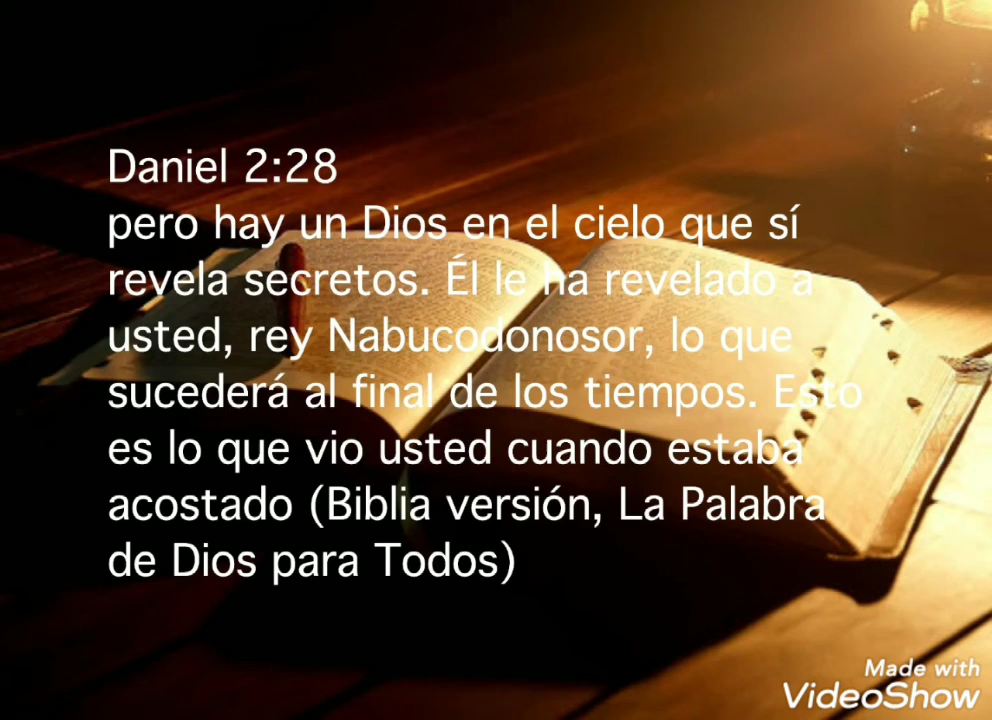 Daniel 2:28
pero hay un Dios en el cielo que sí
revela secretos. Él le ha revelado a
usted, rey Nabucodonosor, lo que
sucederá al final de los tiempos. Esto
es lo que vio usted cuando estaba
acostado (Biblia versión, La Palabra
de Dios para Todos)
Made with
VideoShow